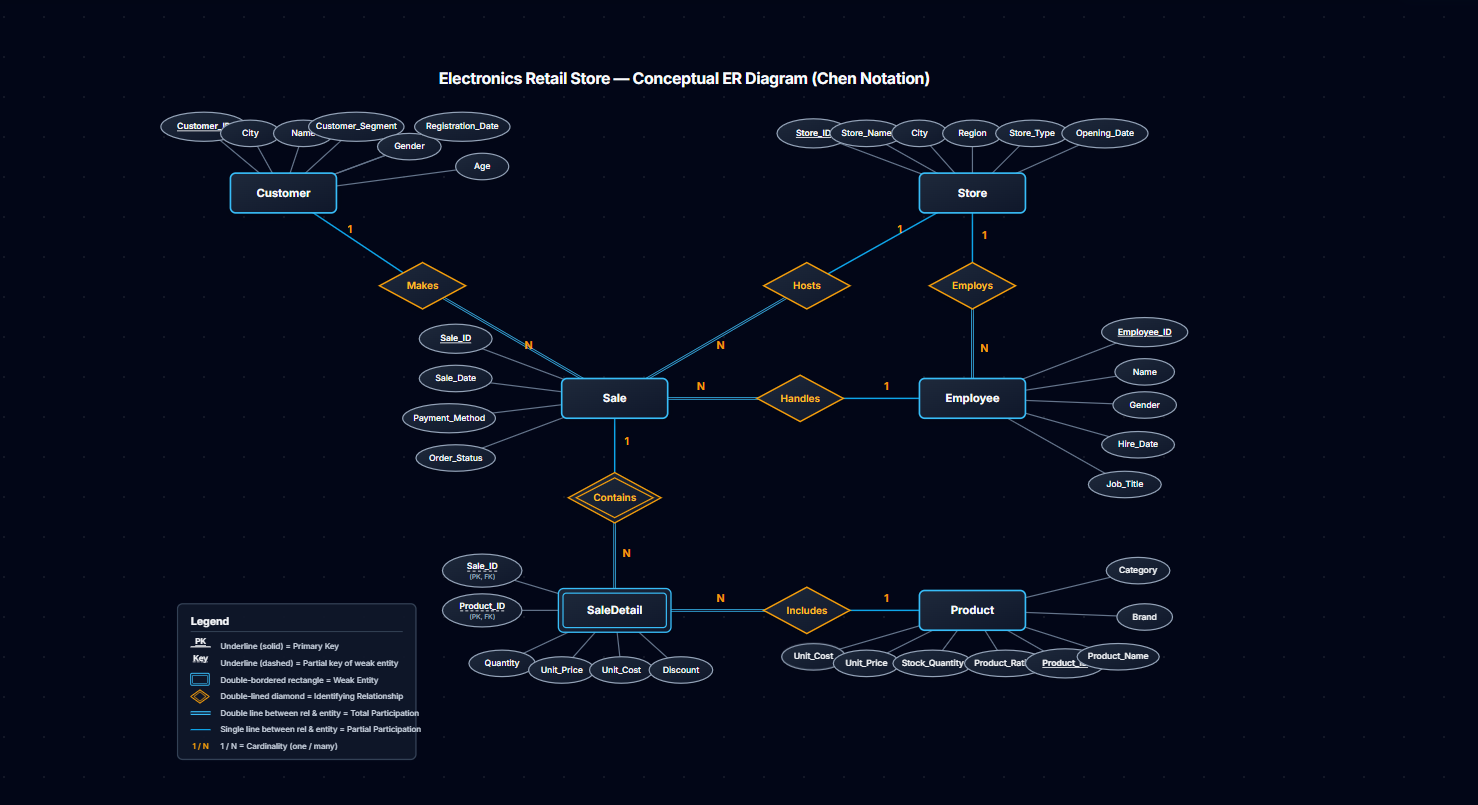 Electronics Retail Store — Conceptual ER Diagram (Chen Notation)
City
Name
Customer_Segment
Registration_Date
Gender
Age
Customer
Store_ID
Store_Name
City
Region
Store_Type
Opening_Date
Store
1
1
1
Makes
Hosts
Employs
N
N
N
Sale_ID
Sale_Date
Payment_Method
Order_Status
Sale
N
Handles
1
Employee
Employee_ID
Name
Gender
Hire_Date
Job_Title
1
Contains
N
Sale_ID
(PK, FK)
Product_ID
(PK, FK)
SaleDetail
N
Includes
1
Product
Category
Brand
Quantity
Unit_Price
Unit_Cost
Discount
Unit_Cost
Unit_Price
Stock_Quantity
Product_Name
Legend
PK Underline (solid) = Primary Key
Key Underline (dashed) = Partial key of weak entity
Double-bordered rectangle = Weak Entity
Double-lined diamond = Identifying Relationship
Double line between rel & entity = Total Participation
Single line between rel & entity = Partial Participation
1 / N 1 / N = Cardinality (one / many)